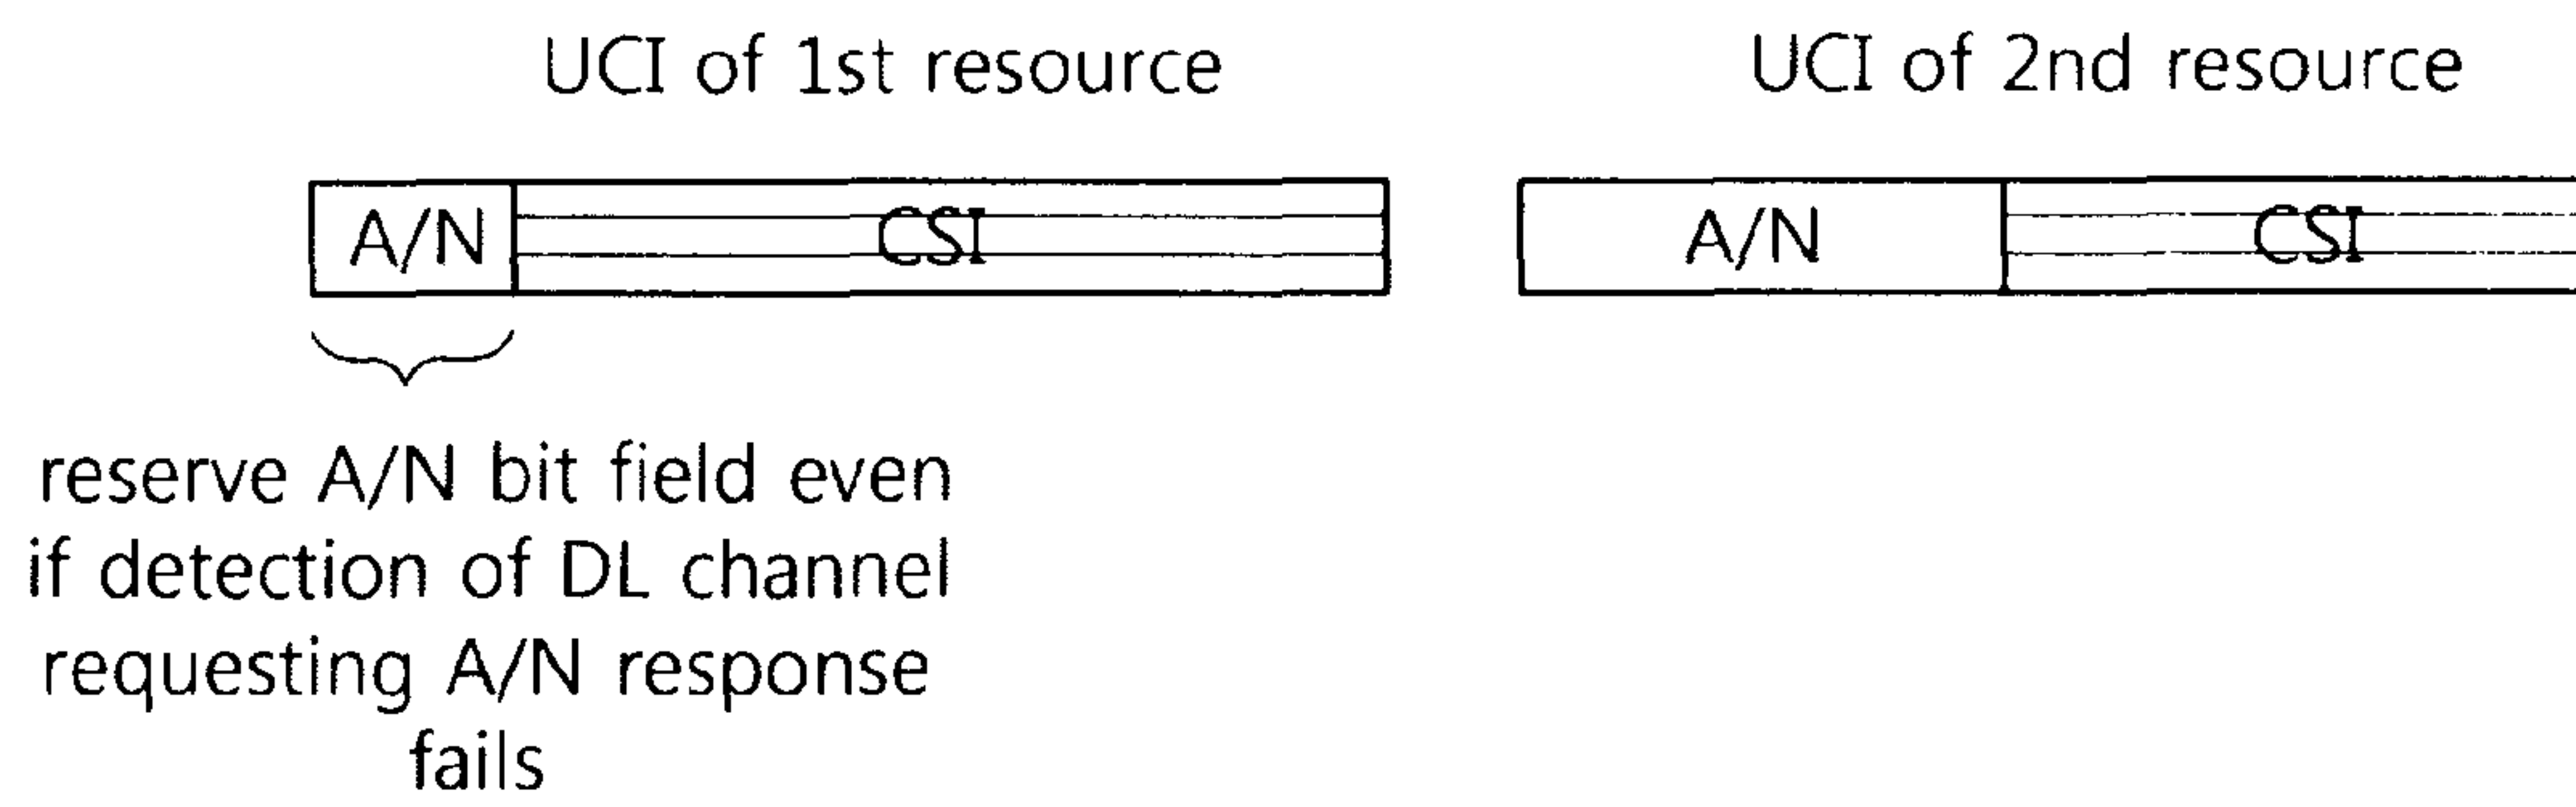 UCI of 1st resource
UCI of 2nd resource
A/N
CSI
A/N
CSI
reserve A/N bit field even
if detection of DL channel
requesting A/N response
fails